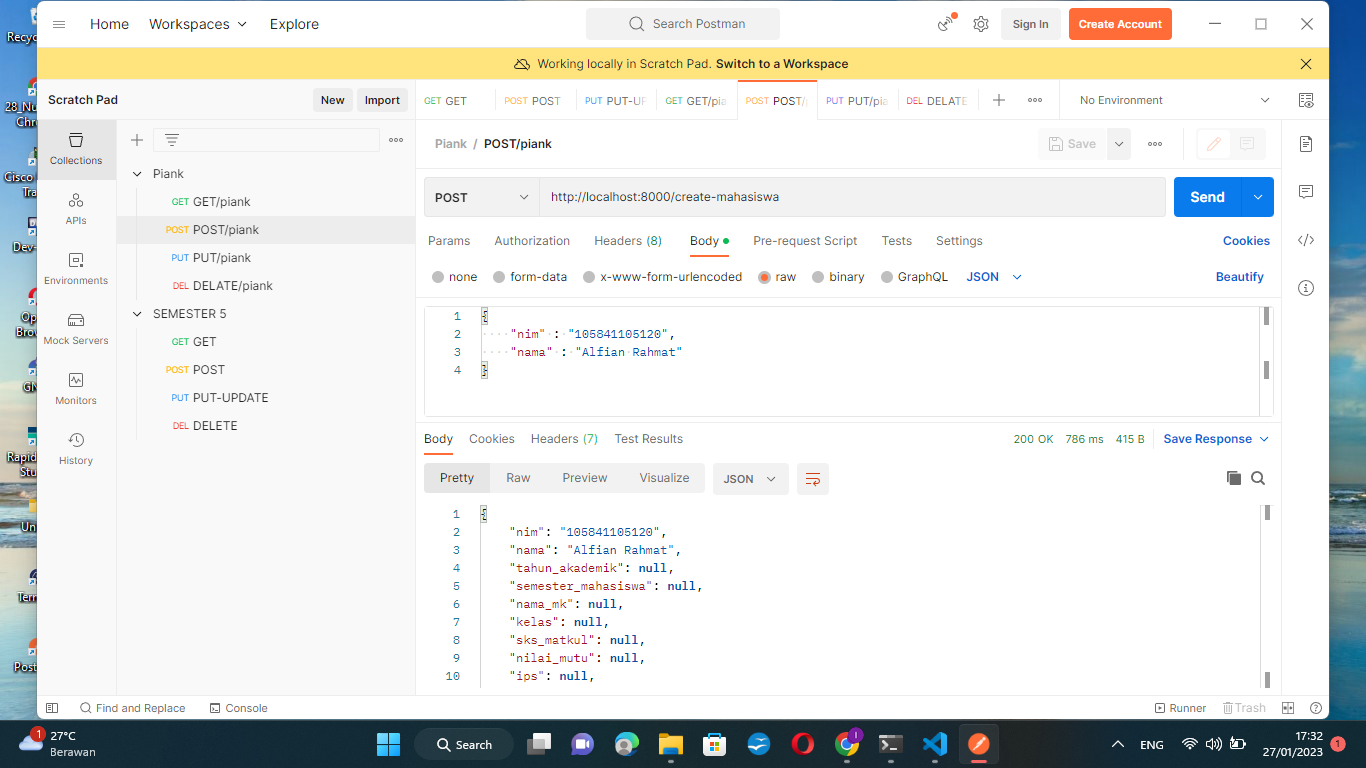 Home Workspaces Explore Search Postman Sign In Create Account
Working locally in Scratch Pad. Switch to a Workspace
Scratch Pad New Import
GET GET POST POST PUT PUT-UP GET GET/pia POST POST/ PUT PUT/pia DEL DELATE No Environment
Collections
APIs
Environments
Mock Servers
Monitors
History
Piank
GET GET/piank
POST POST/piank
PUT PUT/piank
DEL DELATE/piank
SEMESTER 5
GET GET
POST POST
PUT PUT-UPDATE
DEL DELETE
Piank / POST/piank Save
POST http://localhost:8000/create-mahasiswa Send
Params Authorization Headers (8) Body Pre-request Script Tests Settings Cookies
none form-data x-www-form-urlencoded raw binary GraphQL JSON Beautify
1 {
2 "nim" : "105841105120",
3 "nama" : "Alfian Rahmat"
4 }
Body Cookies Headers (7) Test Results 200 OK 786 ms 415 B Save Response
Pretty Raw Preview Visualize JSON
1 {
2 "nim": "105841105120",
3 "nama": "Alfian Rahmat",
4 "tahun_akademik": null,
5 "semester_mahasiswa": null,
6 "nama_mk": null,
7 "kelas": null,
8 "sks_matkul": null,
9 "nilai_mutu": null,
10 "ips": null,
Find and Replace Console Runner Trash
1 27°C
Berawan
Search
ENG
17:32
27/01/2023
1